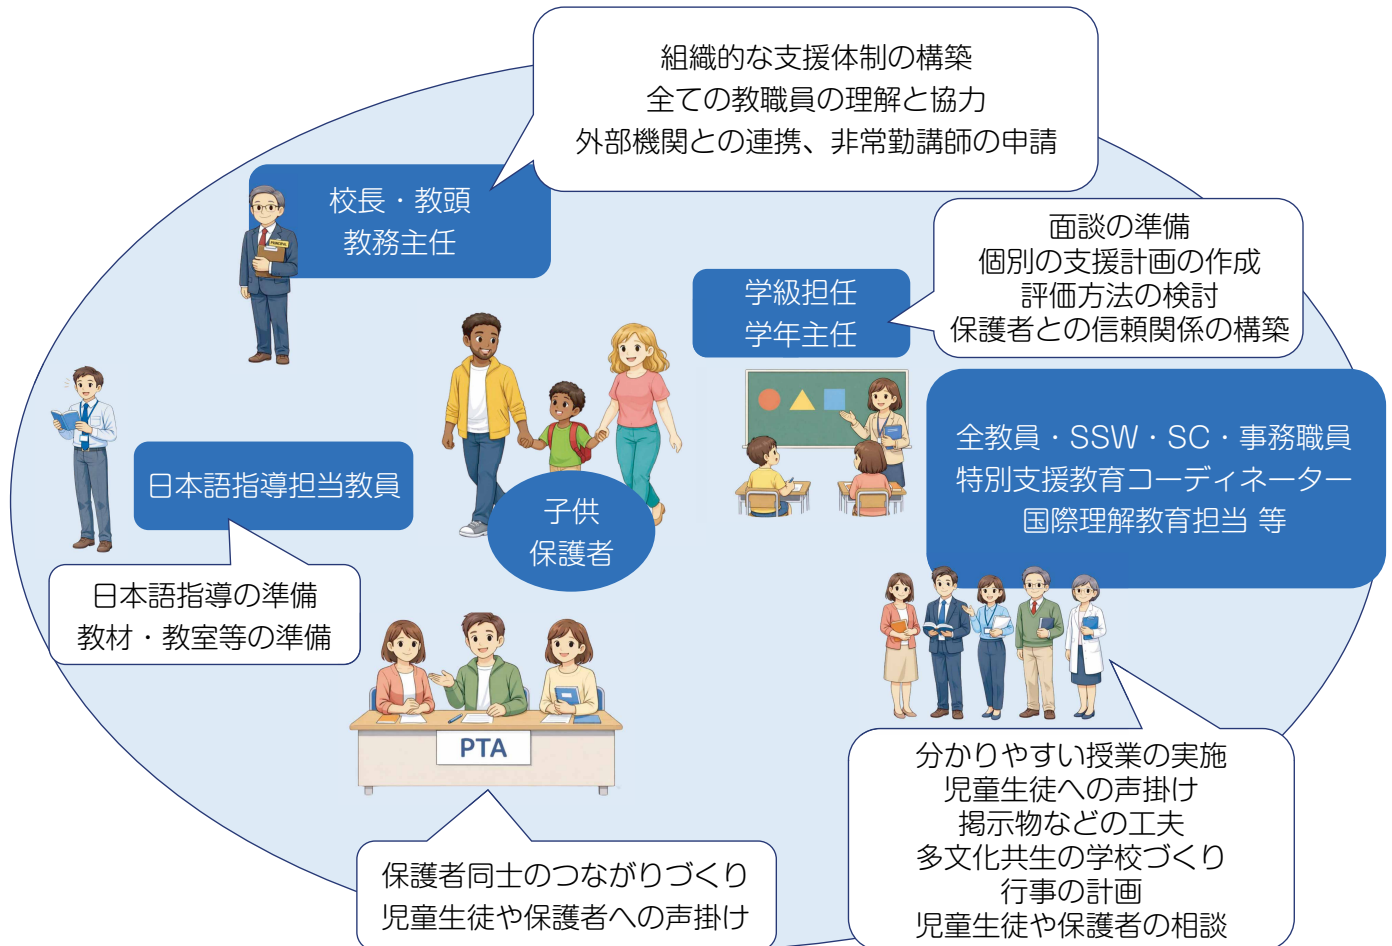 組織的な支援体制の構築
全ての教職員の理解と協力
外部機関との連携、非常勤講師の申請
校長・教頭
教務主任
PRINCIPAL
面談の準備
個別の支援計画の作成
評価方法の検討
保護者との信頼関係の構築
学級担任
学年主任
全教員・SSW・SC・事務職員
特別支援教育コーディネーター
国際理解教育担当 等
日本語指導担当教員
子供
保護者
日本語指導の準備
教材・教室等の準備
PTA
分かりやすい授業の実施
児童生徒への声掛け
掲示物などの工夫
多文化共生の学校づくり
行事の計画
児童生徒や保護者の相談
保護者同士のつながりづくり
児童生徒や保護者への声掛け